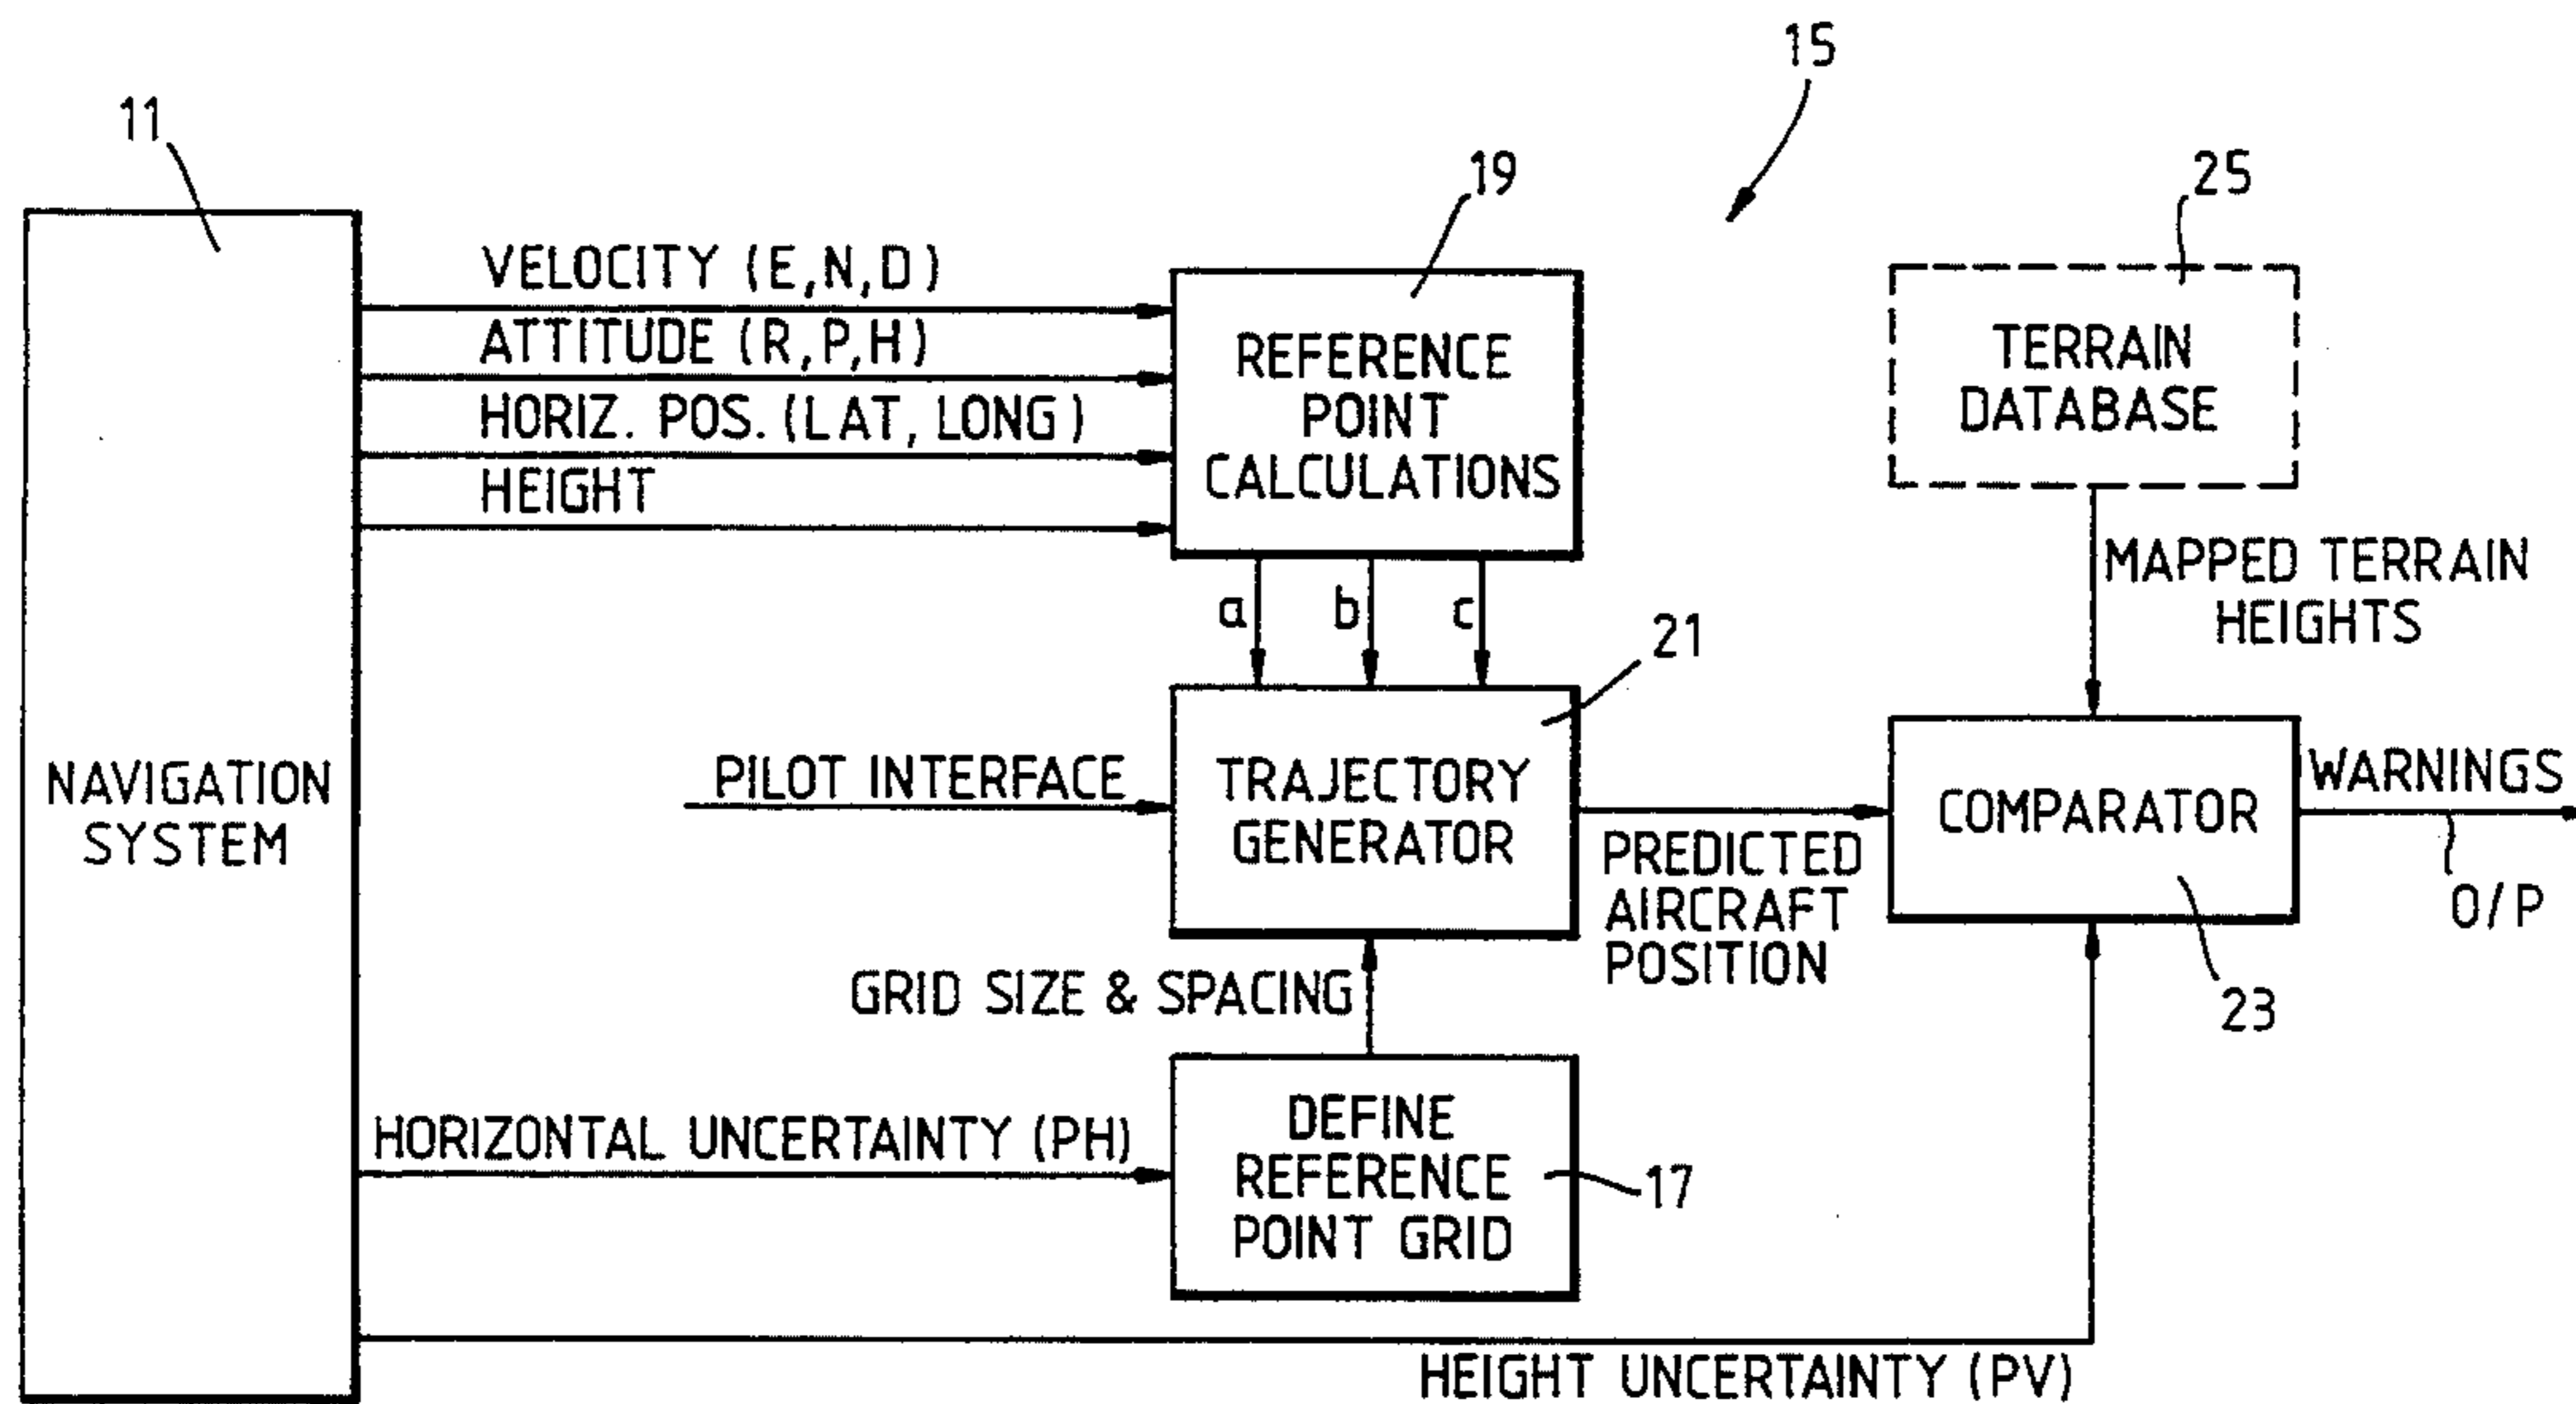 15
11
19
25
VELOCITY (E,N,D)
ATTITUDE (R,P,H)
HORIZ. POS. (LAT, LONG)
HEIGHT
REFERENCE
POINT
CALCULATIONS
TERRAIN
DATABASE
MAPPED TERRAIN
HEIGHTS
a b c
21
NAVIGATION
SYSTEM
PILOT INTERFACE
TRAJECTORY
GENERATOR
PREDICTED
AIRCRAFT
POSITION
COMPARATOR
WARNINGS
O/P
23
GRID SIZE & SPACING
HORIZONTAL UNCERTAINTY (PH)
DEFINE
REFERENCE
POINT GRID
17
HEIGHT UNCERTAINTY (PV)